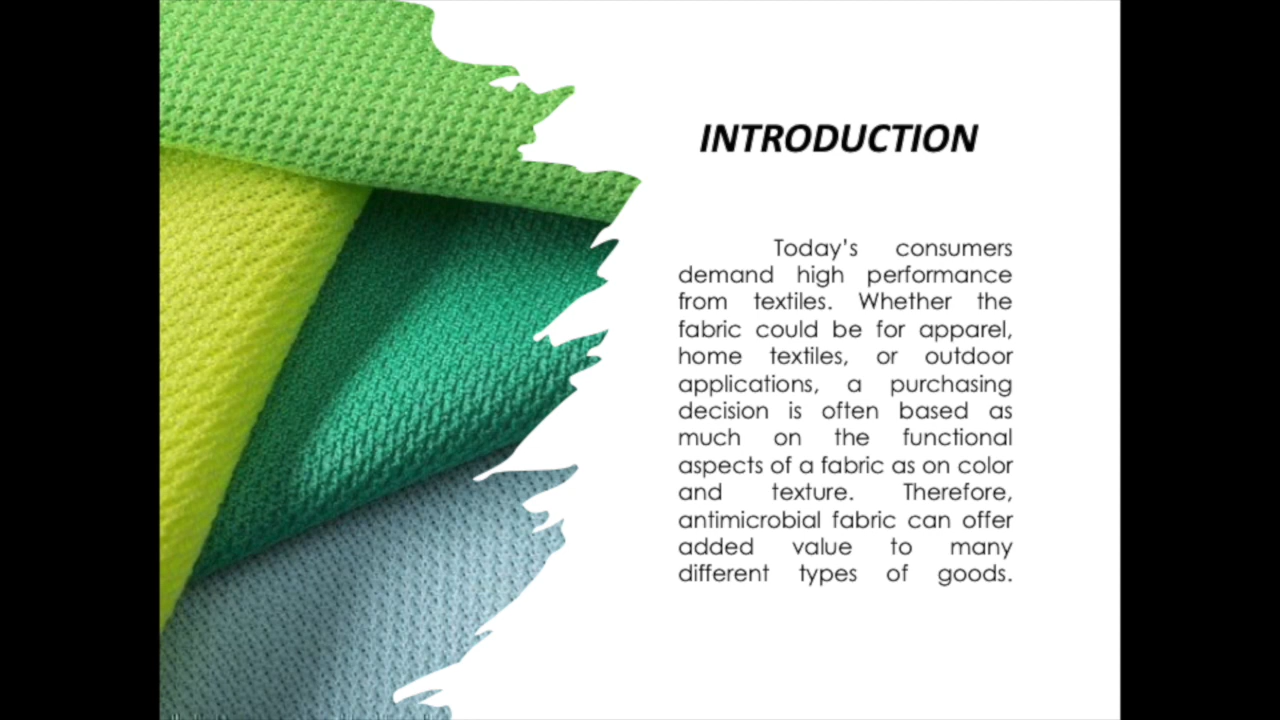 INTRODUCTION
Today's consumers
demand high performance
from textiles. Whether the
fabric could be for apparel,
home textiles, or outdoor
applications, a purchasing
decision is often based as
much on the functional
aspects of a fabric as on color
and texture. Therefore,
antimicrobial fabric can offer
added value to many
different types of goods.